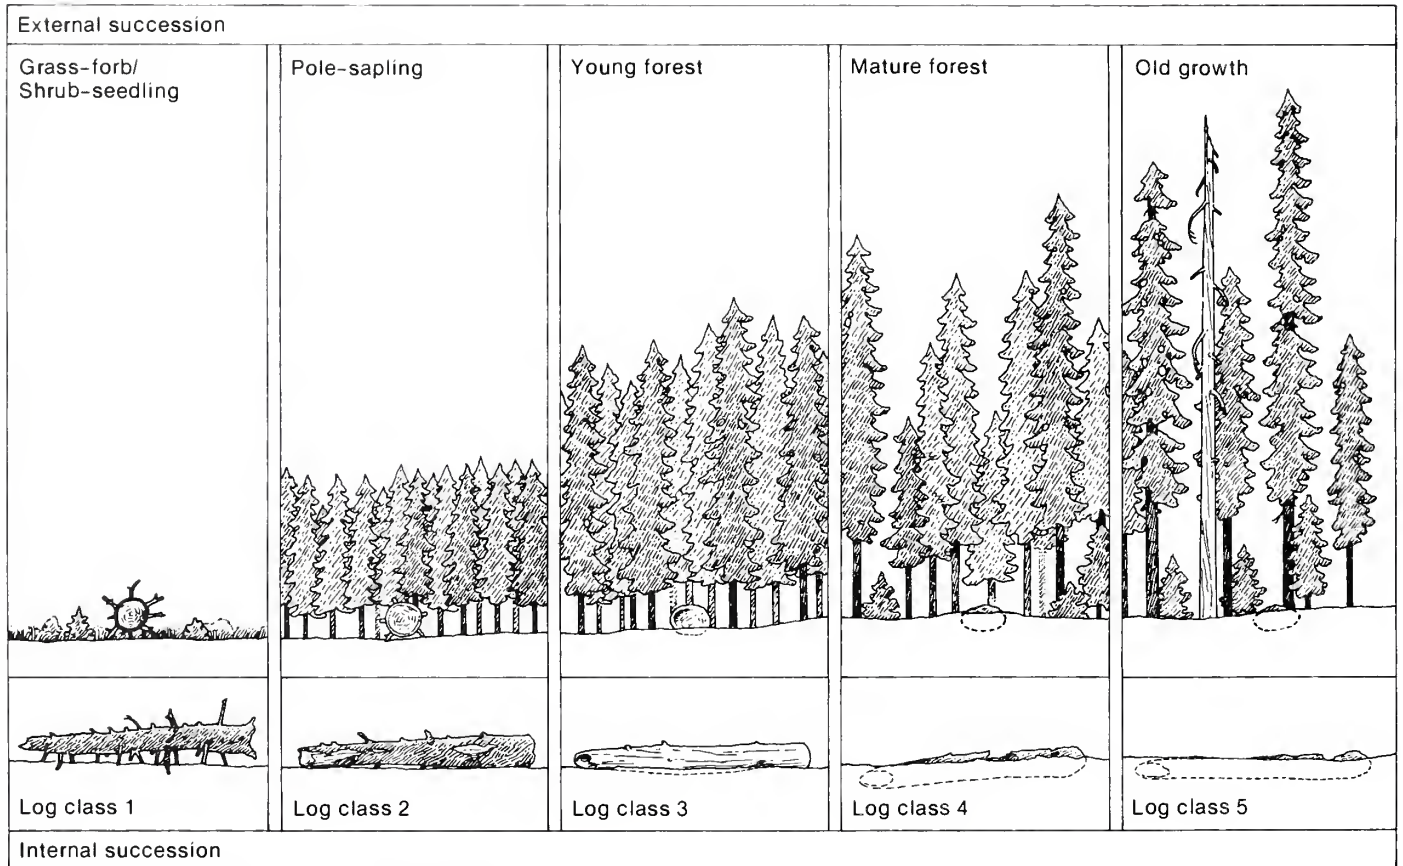 External succession
Grass-forb/
Shrub-seedling
Pole-sapling
Young forest
Mature forest
Old growth
Log class 1
Log class 2
Log class 3
Log class 4
Log class 5
Internal succession